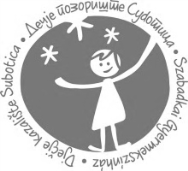 Dječje kazalište Subotica • Дечје позориште Суботица • Szabadkai Gyermekszínház •